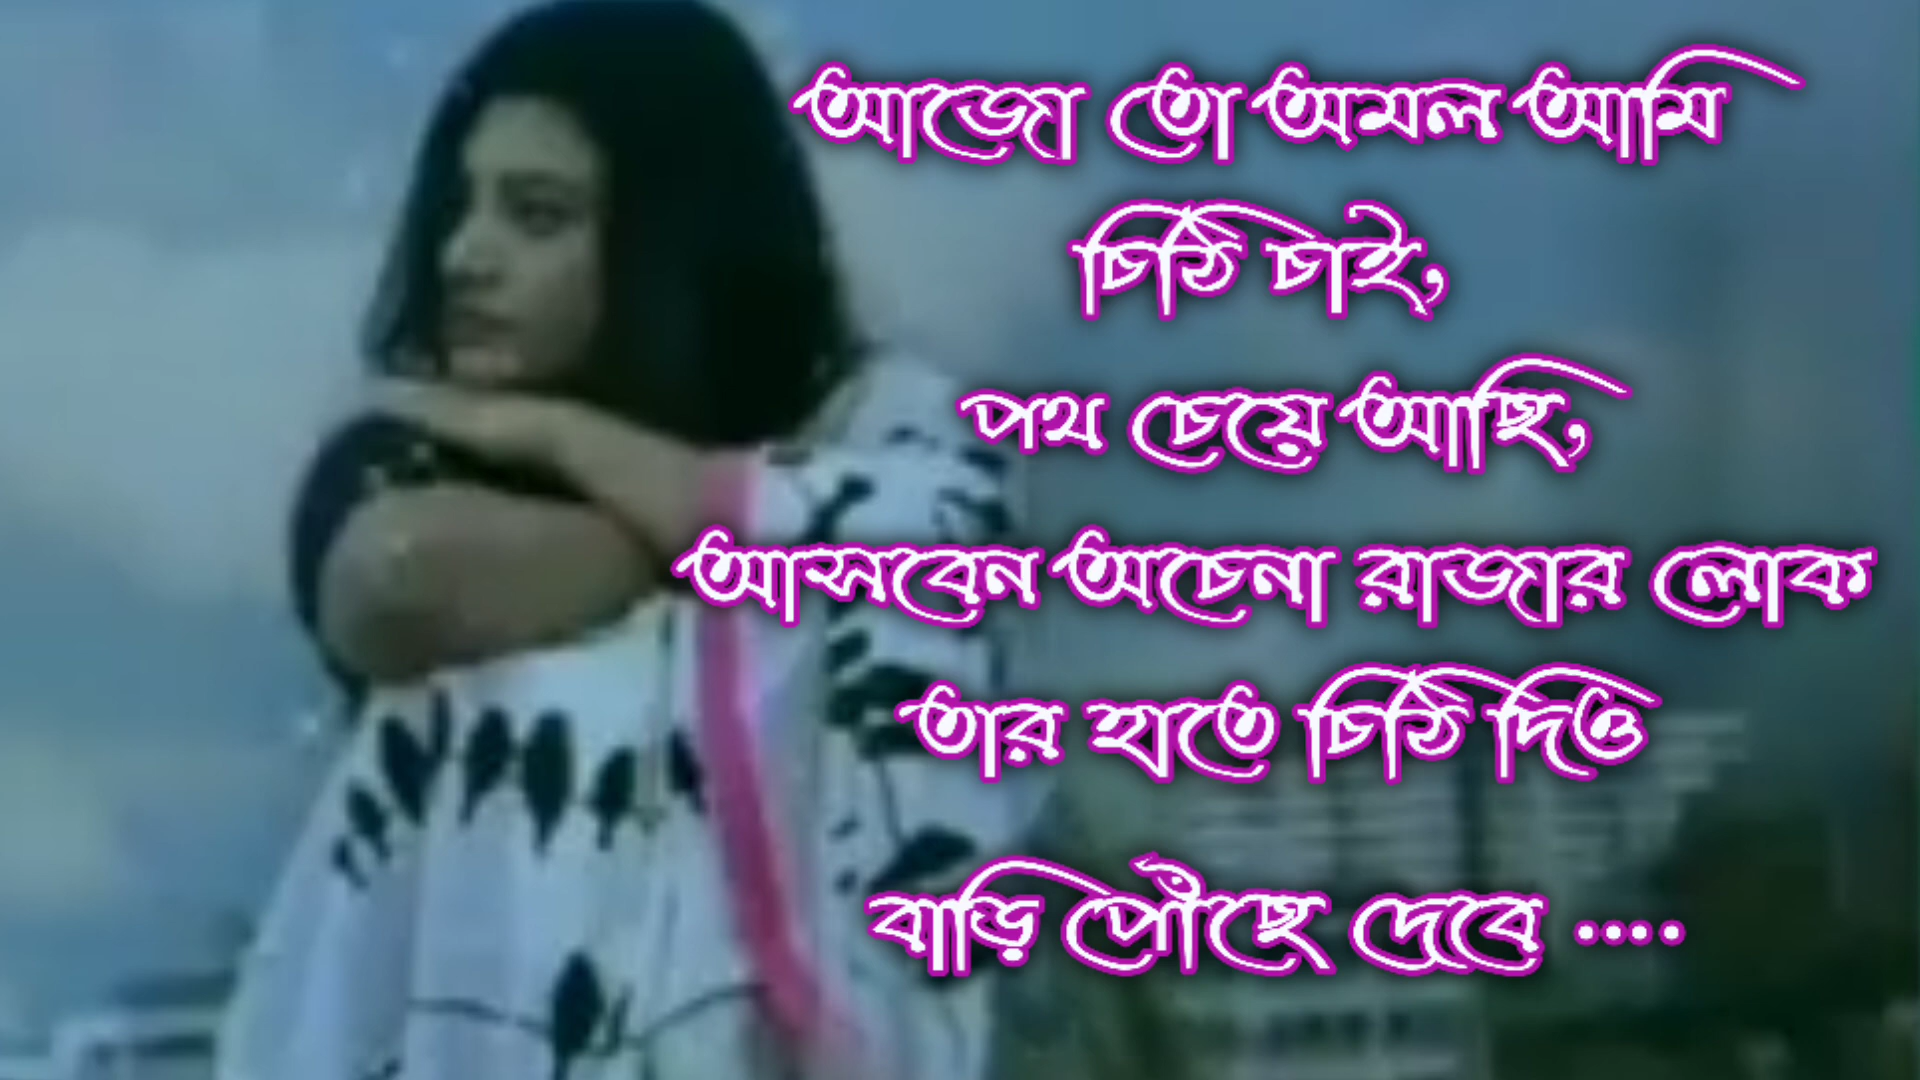 আজো তো অমল আমি
চিঠি চাই,
পথ চেয়ে আছি,
আসবেন অচেনা রাজার লোক
তার হাতে চিঠি দিও
বাড়ি পৌঁছে দেবে ....